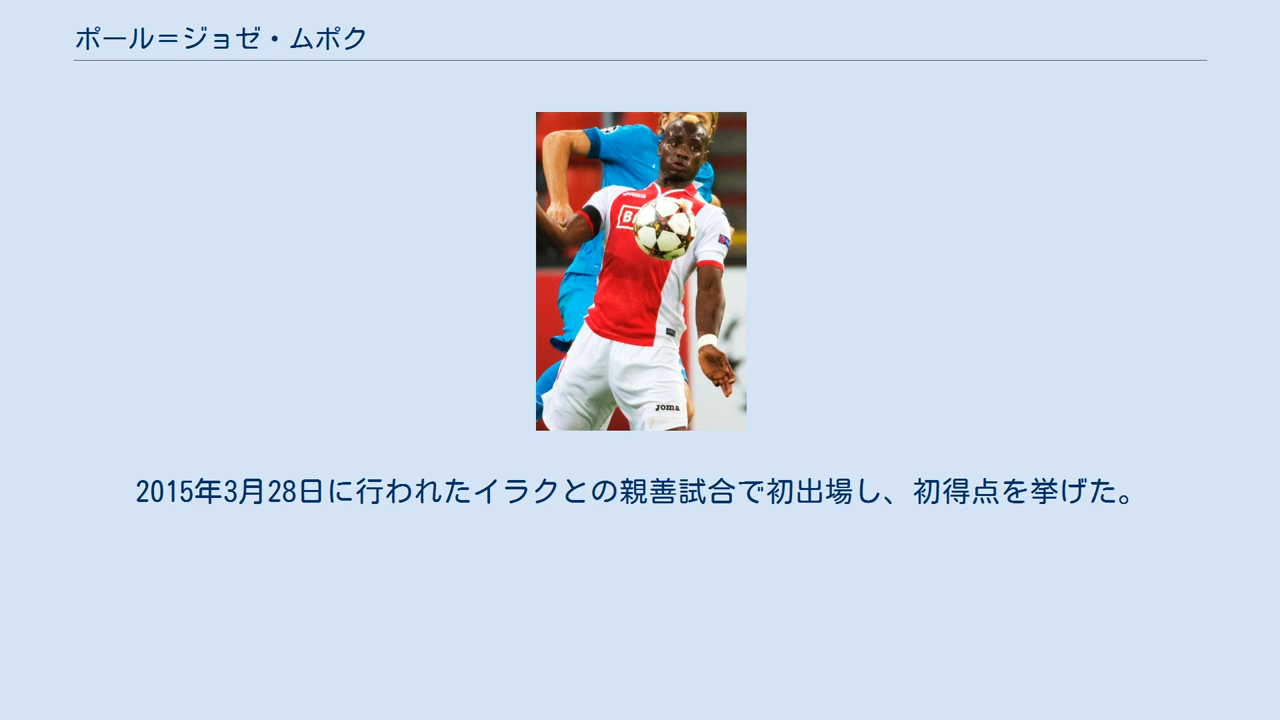 ポール＝ジョゼ・ムポク
joma
2015年3月28日に行われたイラクとの親善試合で初出場し、初得点を挙げた。